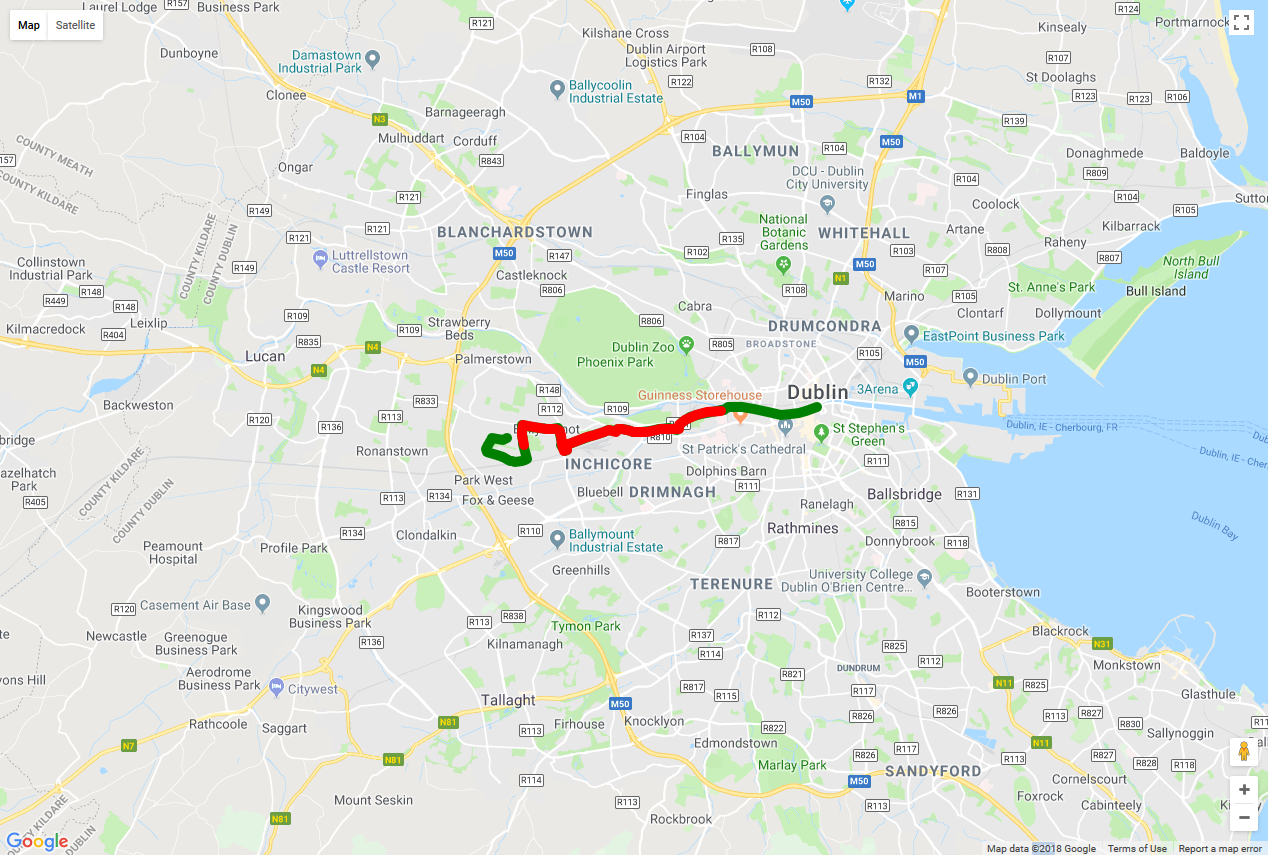 Laurel Lodge
R157
Business Park
R121
R124
Portmarnock
Map
Satellite
Kilshane Cross
Kinsealy
Dunboyne
Damastown
Industrial Park
Dublin Airport
Logistics Park
R108
R107
St Doolaghs
R122
R132
Clonee
Ballycoolin
Industrial Estate
M50
M1
R123
R123
R106
Barnageeragh
N3
R139
Mulhuddart
Corduff
R104
M50
COUNTY MEATH
COUNTY KILDARE
157
R843
BALLYMUN
R104
Donaghmede
Baldoyle
Ongar
DCU - Dublin
City University
R809
R104
R121
Finglas
R104
Sutton
R149
Coolock
R105
R121
R121
National
Botanic
Gardens
WHITEHALL
Artane
Kilbarrack
BLANCHARDSTOWN
R135
R103
R808
Raheny
COUNTY KILDARE
COUNTY DUBLIN
M50
R147
R102
R807
Luttrellstown
Castle Resort
Collinstown
Industrial Park
R149
M50
R107
North Bull
Island
Castleknock
N1
St. Anne's Park
Bull Island
R148
R449
R806
R108
Marino
R105
R148
Cabra
Clontarf
Dollymount
R109
Leixlip
Kilmacredock
R404
R109
Strawberry
Beds
R806
DRUMCONDRA
EastPoint Business Park
R835
Dublin Zoo
R805
BROADSTONE
R105
Lucan
N4
Palmerstown
Phoenix Park
M50
N4
Dublin Port
R148
Guinness Storehouse
Dublin
3Arena
Backweston
R833
R112
R109
R120
R136
R810
Dublin, IE - Cherbourg, FR
St Stephen's
Green
St Patrick's Cathedral
Ronanstown
INCHICORE
R111
Park West
Dolphins Barn
R113
R134
Fox & Geese
Bluebell
DRIMNAGH
R111
Ballsbridge
R131
R405
COUNTY KILDARE
COUNTY DUBLIN
Ranelagh
R134
Clondalkin
R110
Rathmines
R815
Dublin Bay
Peamount
Hospital
Profile Park
Ballymount
Industrial Estate
R817
Donnybrook
R118
Greenhills
TERENURE
University College
Dublin O'Brien Centre...
Booterstown
R120
Casement Air Base
Kingswood
Business Park
R838
R113
Tymon Park
R112
Newcastle
Greenogue
Business Park
R136
Kilnamanagh
R137
R114
Blackrock
N31
R825
R112
Monkstown
Aerodrome
Business Park
Citywest
R817
R115
R821
DUNDRUM
R117
N11
R825
Glasthule
Tallaght
M50
R826
R826
R113
R827
Rathcoole
Saggart
N81
Firhouse
Knocklyon
R822
R830
Sallynoggin
R113
N7
N81
Edmondstown
R826
R117
R113
N11
R827
R828
R118
Marlay Park
SANDYFORD
Cornelscourt
R114
M50
Mount Seskin
R113
R113
Foxrock
Cabinteely
N81
Rockbrook
Google
Map data ©2018 Google
Terms of Use
Report a map error